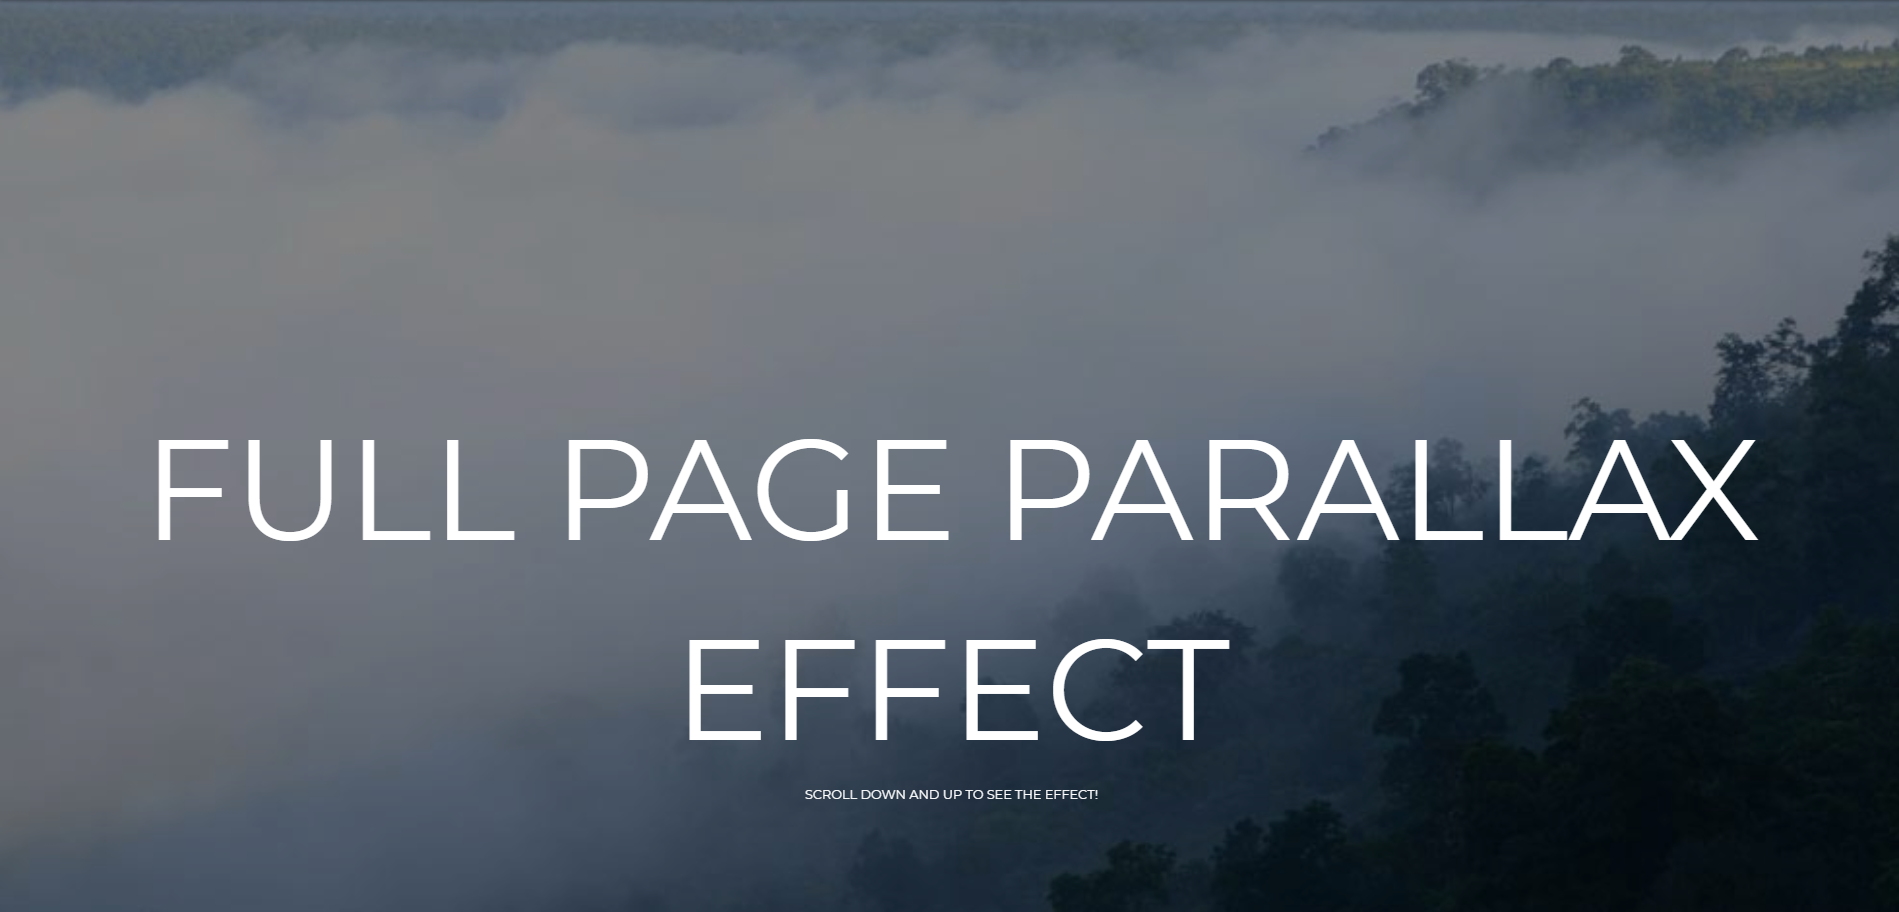 FULL PAGE PARALLAX
EFFECT
SCROLL DOWN AND UP TO SEE THE EFFECT!